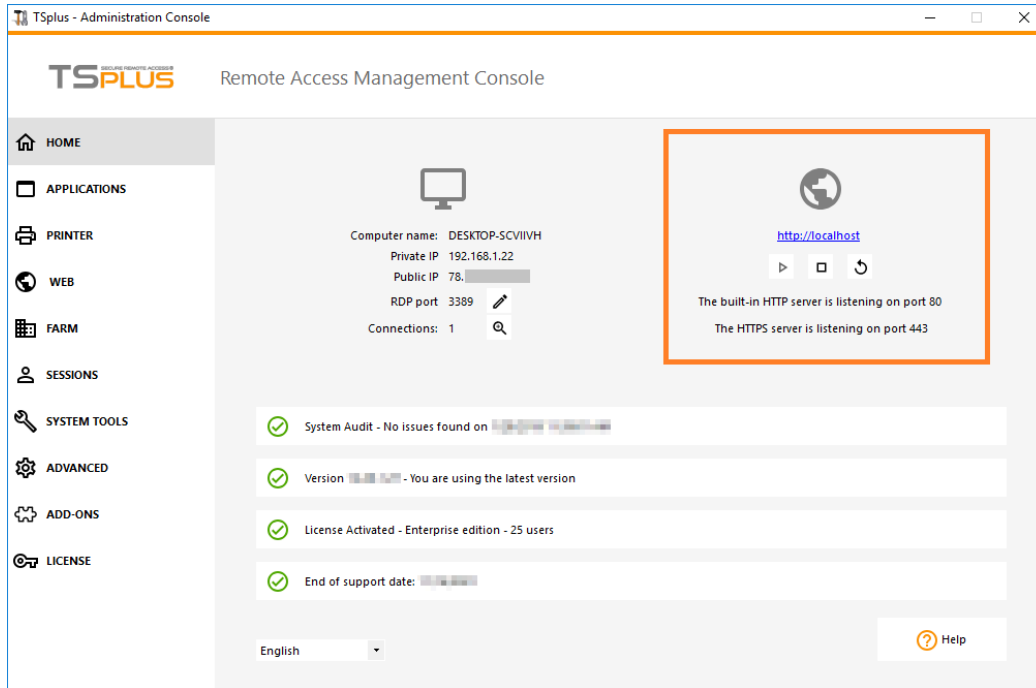 TSplus - Administration Console
SECURE REMOTE ACCESS
TSPLUS
Remote Access Management Console
HOME
APPLICATIONS
PRINTER
WEB
FARM
SESSIONS
SYSTEM TOOLS
ADVANCED
ADD-ONS
LICENSE
Computer name: DESKTOP-SCVIIVH
Private IP 192.168.1.22
Public IP 78.
RDP port 3389
Connections: 1
http://localhost
The built-in HTTP server is listening on port 80
The HTTPS server is listening on port 443
System Audit - No issues found on
Version - You are using the latest version
License Activated - Enterprise edition - 25 users
End of support date:
English
Help